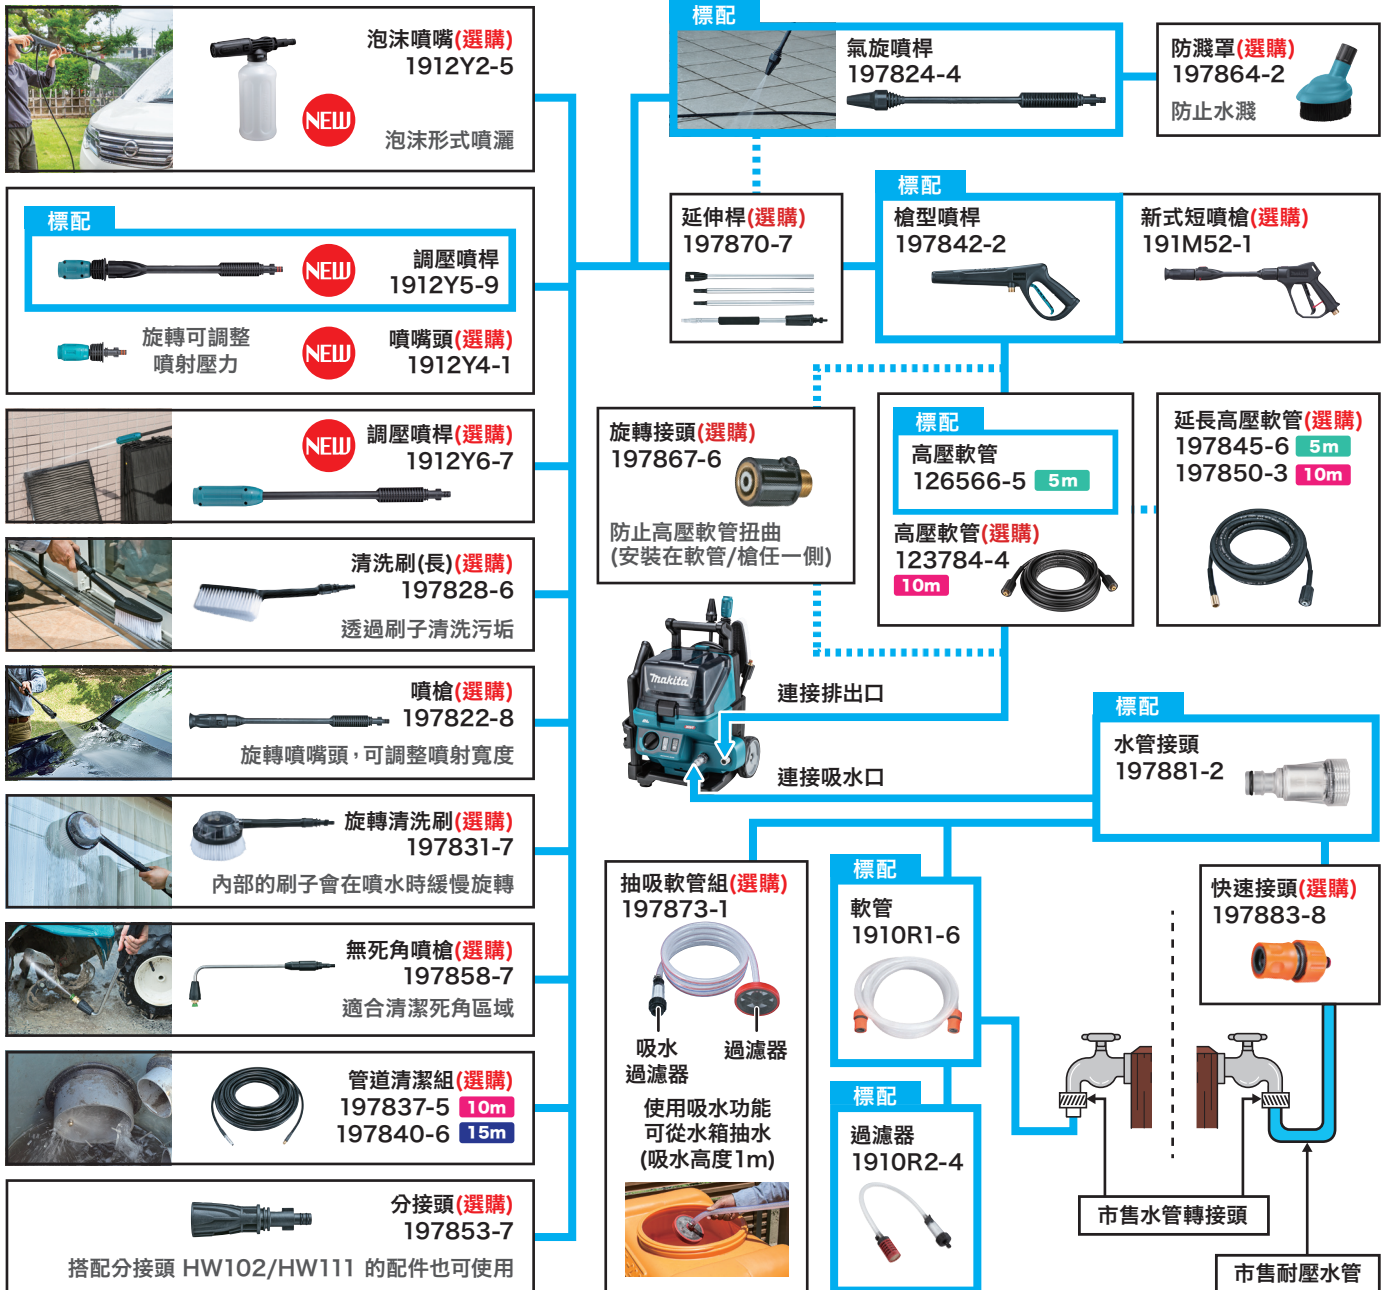 泡沫噴嘴(選購)
1912Y2-5
NEW
泡沫形式噴灑
標配
調壓噴桿
1912Y5-9
NEW
旋轉可調整
噴射壓力
NEW
噴嘴頭(選購)
1912Y4-1
NEW
調壓噴桿(選購)
1912Y6-7
清洗刷(長)(選購)
197828-6
透過刷子清洗污垢
噴槍(選購)
197822-8
旋轉噴嘴頭，可調整噴射寬度
旋轉清洗刷(選購)
197831-7
內部的刷子會在噴水時緩慢旋轉
無死角噴槍(選購)
197858-7
適合清潔死角區域
管道清潔組(選購)
197837-5 10m
197840-6 15m
分接頭(選購)
197853-7
搭配分接頭 HW102/HW111 的配件也可使用
標配
氣旋噴桿
197824-4
防濺罩(選購)
197864-2
防止水濺
延伸桿(選購)
197870-7
標配
槍型噴桿
197842-2
新式短噴槍(選購)
191M52-1
旋轉接頭(選購)
197867-6
防止高壓軟管扭曲
(安裝在軟管/槍任一側)
標配
高壓軟管
126566-5 5m
高壓軟管(選購)
123784-4
10m
延長高壓軟管(選購)
197845-6 5m
197850-3 10m
makita
連接排出口
連接吸水口
標配
水管接頭
197881-2
抽吸軟管組(選購)
197873-1
吸水
過濾器
過濾器
使用吸水功能
可從水箱抽水
(吸水高度1m)
標配
軟管
1910R1-6
標配
過濾器
1910R2-4
快速接頭(選購)
197883-8
市售水管轉接頭
市售耐壓水管